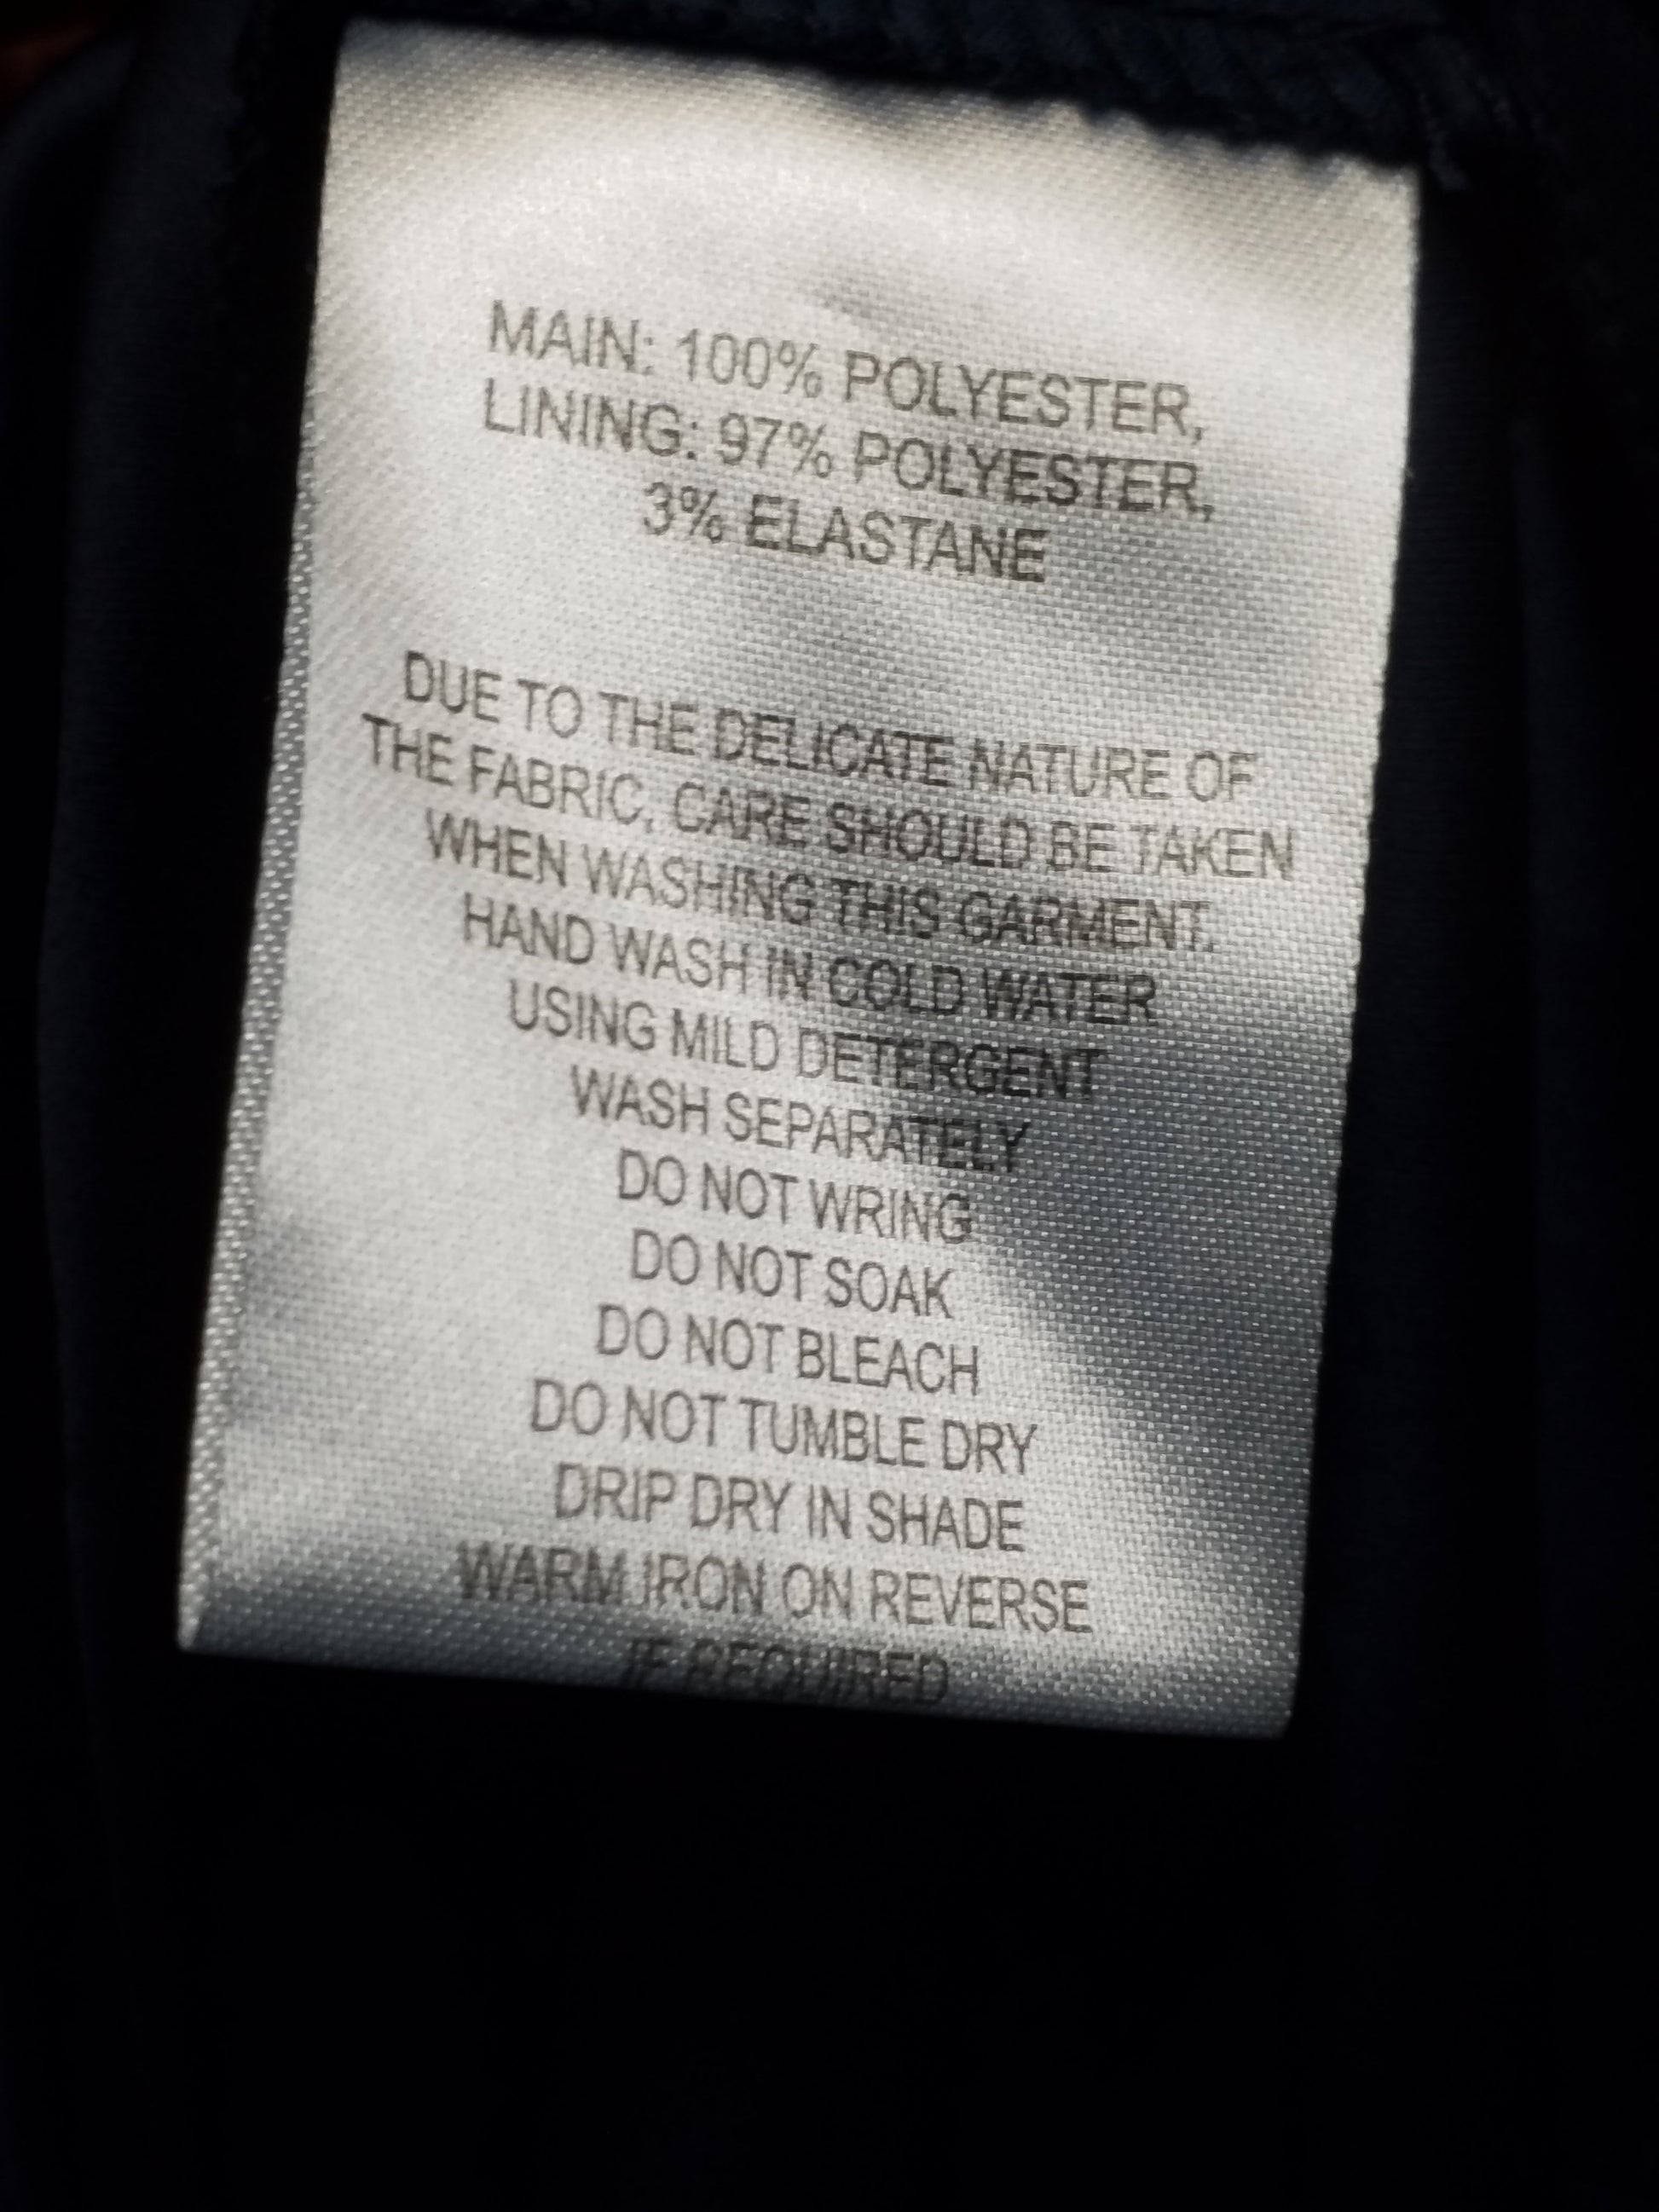 MAIN: 100% POLYESTER,
LINING: 97% POLYESTER,
3% ELASTANE
DUE TO THE DELICATE NATURE OF
THE FABRIC, CARE SHOULD BE TAKEN
WHEN WASHING THIS GARMENT.
HAND WASH IN COLD WATER
USING MILD DETERGENT
WASH SEPARATELY
DO NOT WRING
DO NOT SOAK
DO NOT BLEACH
DO NOT TUMBLE DRY
DRIP DRY IN SHADE
WARM IRON ON REVERSE
IF REQUIRED